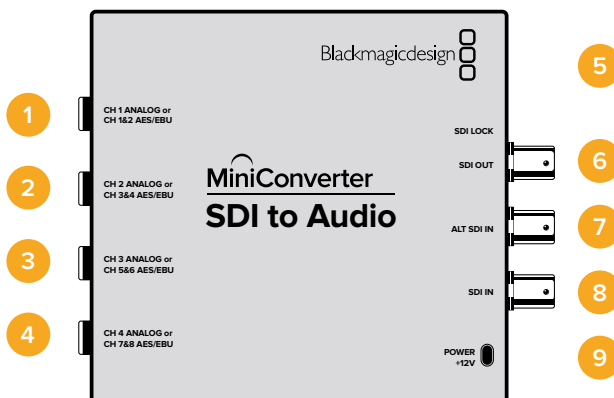 Blackmagicdesign
1
CH 1 ANALOG or
CH 1&2 AES/EBU
2
CH 2 ANALOG or
CH 3&4 AES/EBU
3
CH 3 ANALOG or
CH 5&6 AES/EBU
4
CH 4 ANALOG or
CH 7&8 AES/EBU
MiniConverter
SDI to Audio
5
SDI LOCK
SDI OUT
6
ALT SDI IN
7
SDI IN
8
POWER
+12V
9